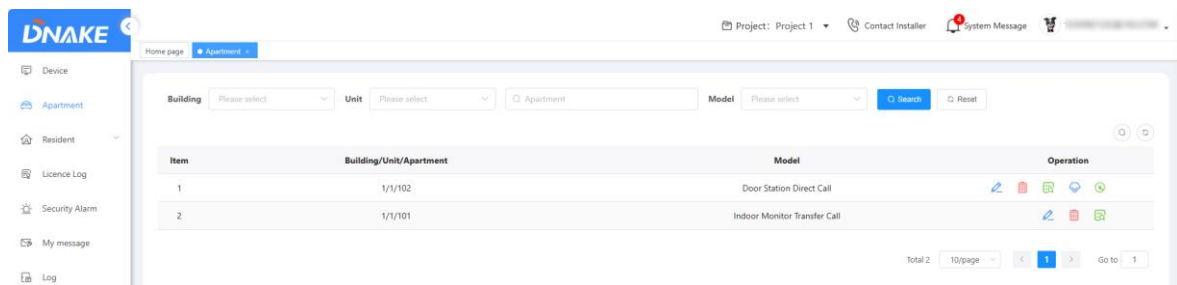 DNAKE
Project: Project 1
Contact Installer
4
System Message
Home page
Apartment ×
Device
Apartment
Resident
Licence Log
Security Alarm
My message
Log
Building Please select Unit Please select Apartment Model Please select Search Reset
Item Building/Unit/Apartment Model Operation
1 1/1/102 Door Station Direct Call
2 1/1/101 Indoor Monitor Transfer Call
Total 2 10/page < 1 > Go to 1